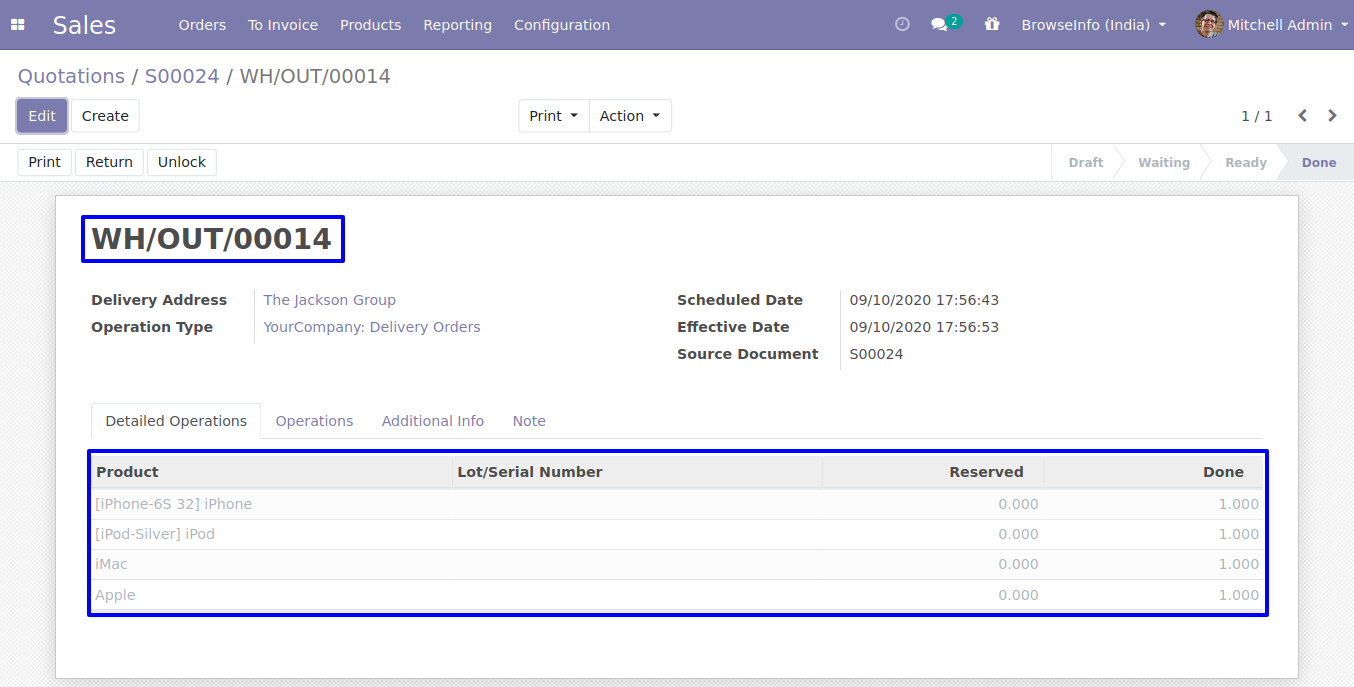 Sales Orders To Invoice Products Reporting Configuration 2 BrowseInfo (India) Mitchell Admin
Quotations / S00024 / WH/OUT/00014
Edit Create Print Action 1 / 1
Print Return Unlock Draft Waiting Ready Done
WH/OUT/00014
Delivery Address The Jackson Group Scheduled Date 09/10/2020 17:56:43
Operation Type YourCompany: Delivery Orders Effective Date 09/10/2020 17:56:53
Source Document S00024
Detailed Operations Operations Additional Info Note
Product Lot/Serial Number Reserved Done
[iPhone-6S 32] iPhone 0.000 1.000
[iPod-Silver] iPod 0.000 1.000
iMac 0.000 1.000
Apple 0.000 1.000